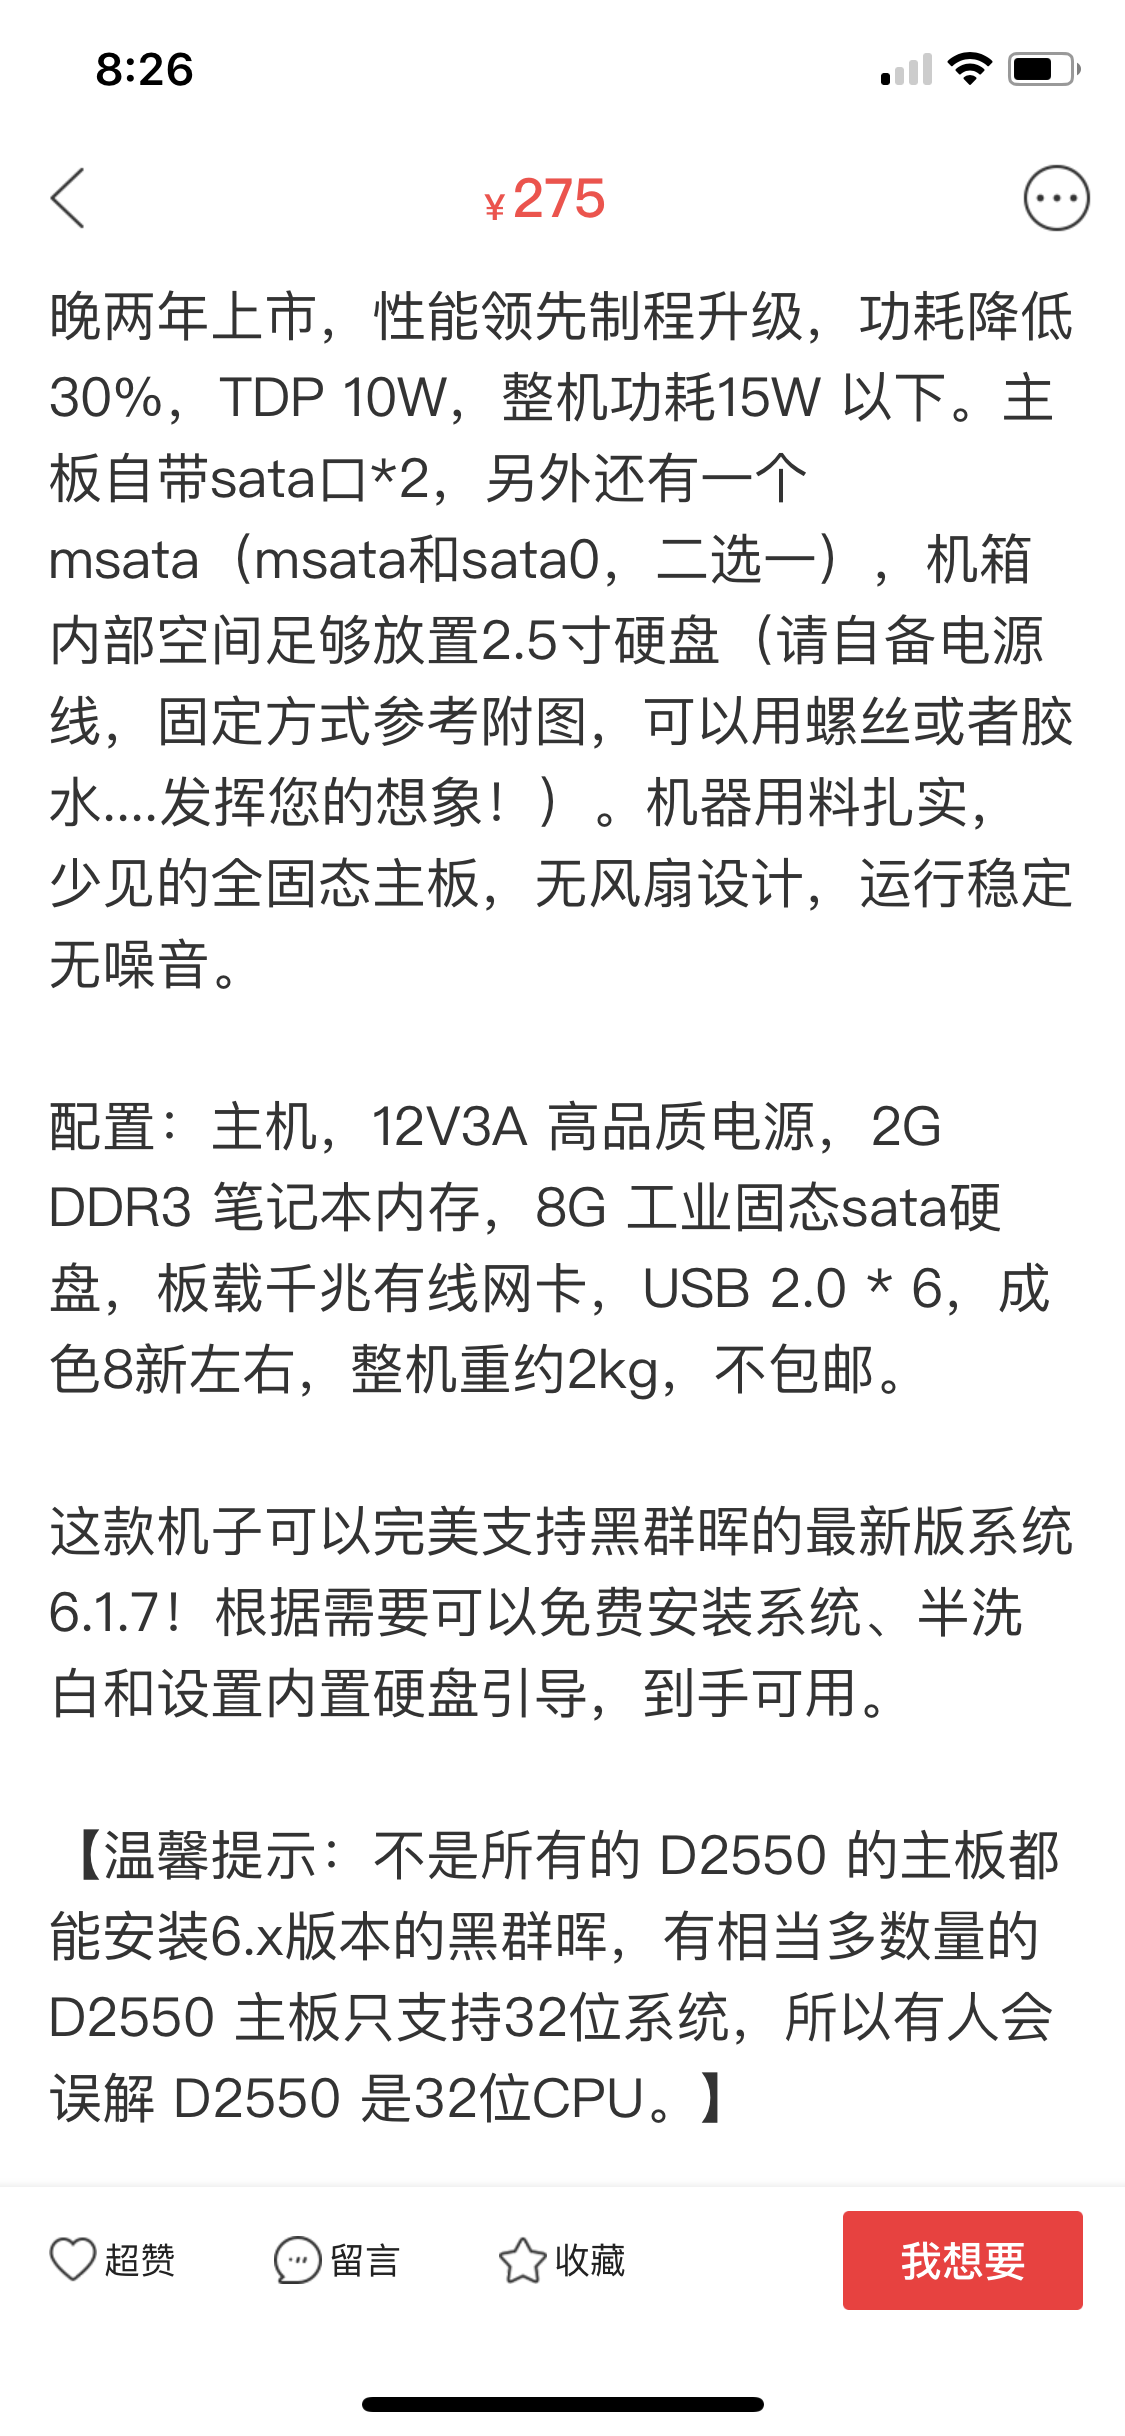 8:26
¥275
晚两年上市，性能领先制程升级，功耗降低
30%，TDP 10W，整机功耗15W 以下。主
板自带sata口*2，另外还有一个
msata（msata和sata0，二选一），机箱
内部空间足够放置2.5寸硬盘（请自备电源
线，固定方式参考附图，可以用螺丝或者胶
水....发挥您的想象！）。机器用料扎实，
少见的全固态主板，无风扇设计，运行稳定
无噪音。
配置：主机，12V3A 高品质电源，2G
DDR3 笔记本内存，8G 工业固态sata硬
盘，板载千兆有线网卡，USB 2.0 * 6，成
色8新左右，整机重约2kg，不包邮。
这款机子可以完美支持黑群晖的最新版系统
6.1.7！根据需要可以免费安装系统、半洗
白和设置内置硬盘引导，到手可用。
【温馨提示：不是所有的 D2550 的主板都
能安装6.x版本的黑群晖，有相当多数量的
D2550 主板只支持32位系统，所以有人会
误解 D2550 是32位CPU。】
超赞 留言 收藏 我想要